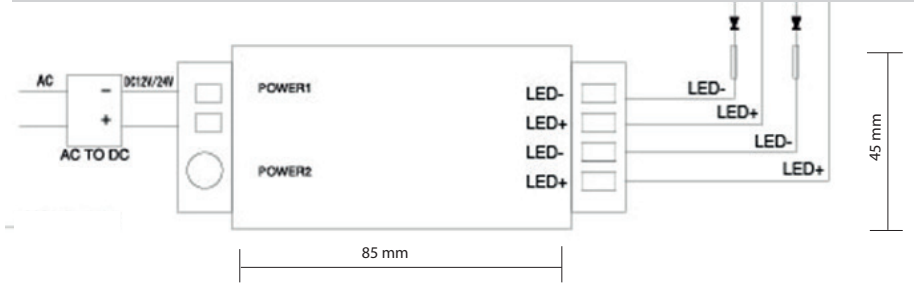 AC
DC12V/24V
−
+
AC TO DC
POWER1
POWER2
LED-
LED+
LED-
LED+
LED-
LED+
LED-
LED+
45 mm
85 mm